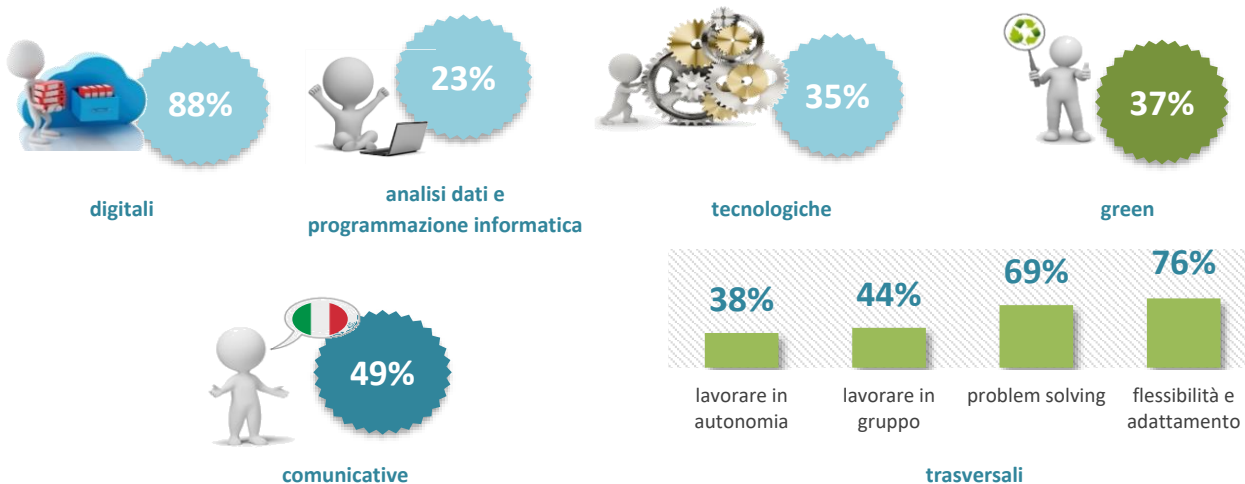 88%
23%
35%
37%
digitali
analisi dati e
programmazione informatica
tecnologiche
green
49%
comunicative
38%
44%
69%
76%
lavorare in
autonomia
lavorare in
gruppo
problem solving
flessibilità e
adattamento
trasversali